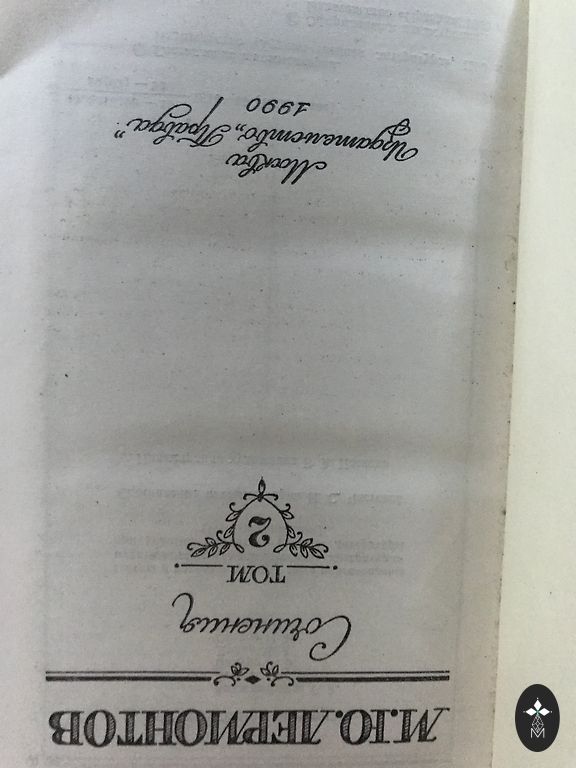 М.Ю. ЛЕРМОНТОВ
Сочинения
ТОМ
2
Москва
Издательство „Правда“
1990